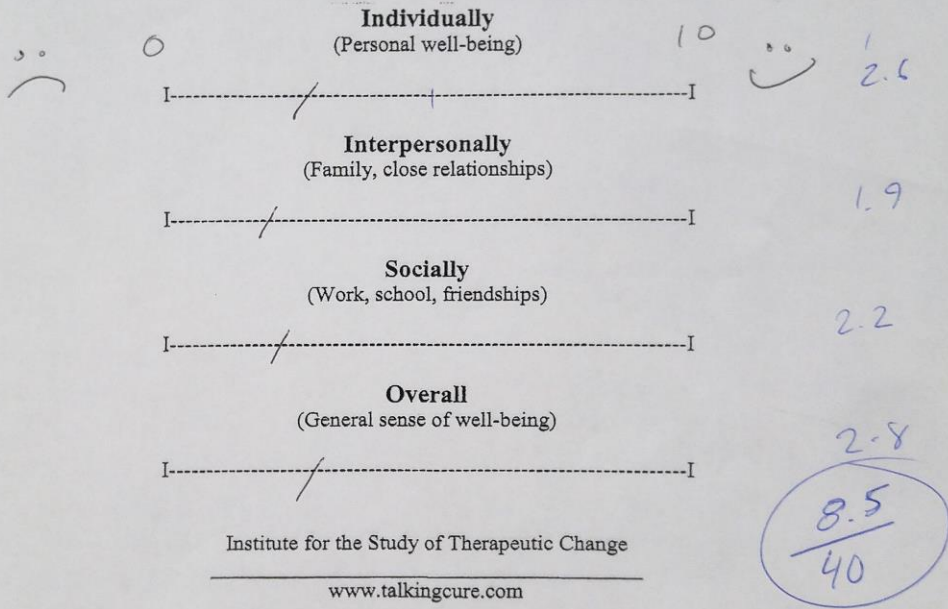 Individually
(Personal well-being)
0 10
I----------/----------I 2.6
Interpersonally
(Family, close relationships)
1.9
I----------/----------I
Socially
(Work, school, friendships)
2.2
I----------/----------I
Overall
(General sense of well-being)
2.8
I----------/----------I
8.5
40
Institute for the Study of Therapeutic Change
www.talkingcure.com